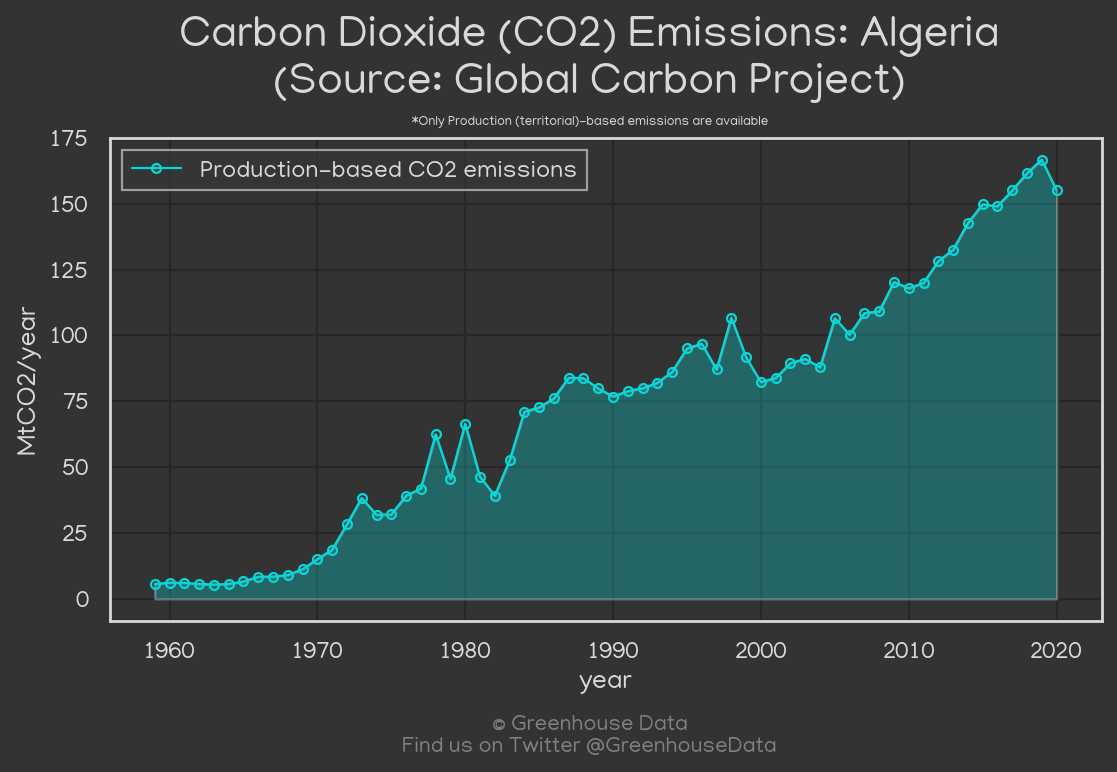 Carbon Dioxide (CO2) Emissions: Algeria
(Source: Global Carbon Project)
*Only Production (territorial)-based emissions are available
Production-based CO2 emissions
175
150
125
100
75
50
25
0
MtCO2/year
1960 1970 1980 1990 2000 2010 2020
year
© Greenhouse Data
Find us on Twitter @GreenhouseData